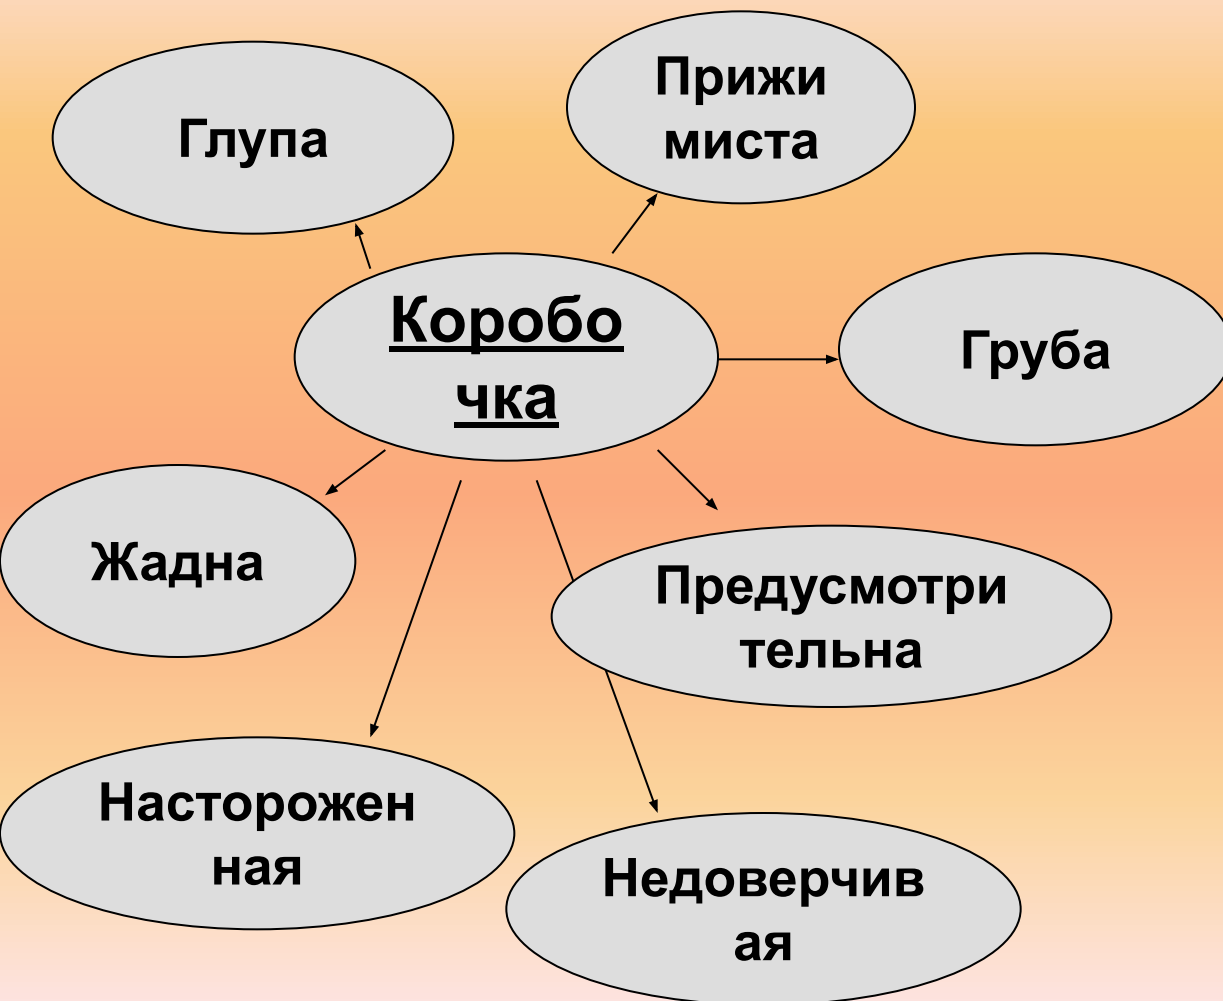 Глупа
Прижи
миста
Коробо
чка
Груба
Жадна
Предусмотри
тельна
Насторожен
ная
Недоверчив
ая